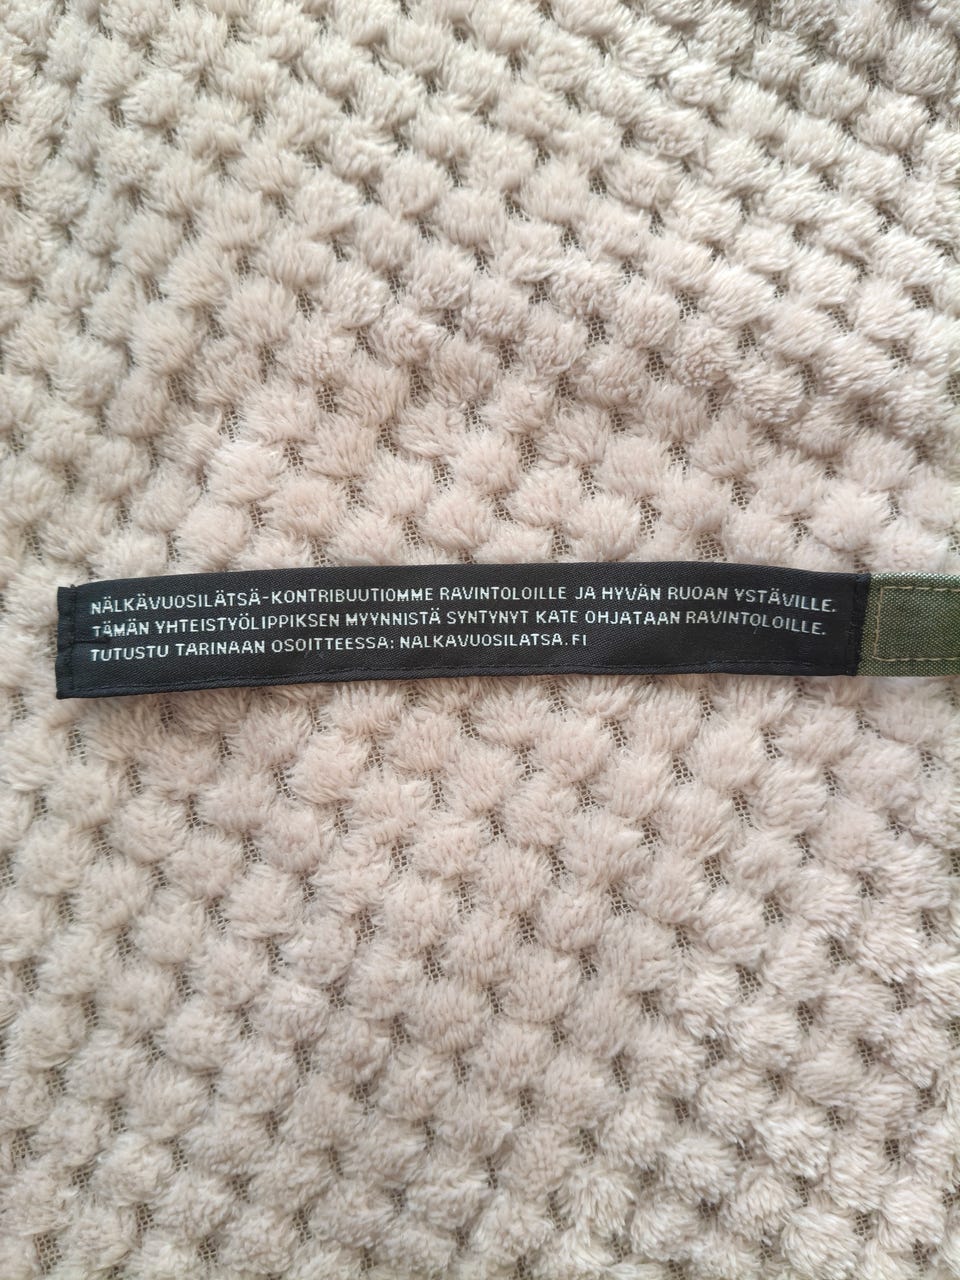 NÄLKÄVUOSILÄTSÄ-KONTRIBUUTIOMME RAVINTOLOILLE JA HYVÄN RUOAN YSTÄVILLE.
TÄMÄN YHTEISTYÖLIPPIKSEN MYYNNISTÄ SYNTYNYT KATE OHJATAAN RAVINTOLOILLE.
TUTUSTU TARINAAN OSOITTEESSA: NALKAVUOSILATSA.FI